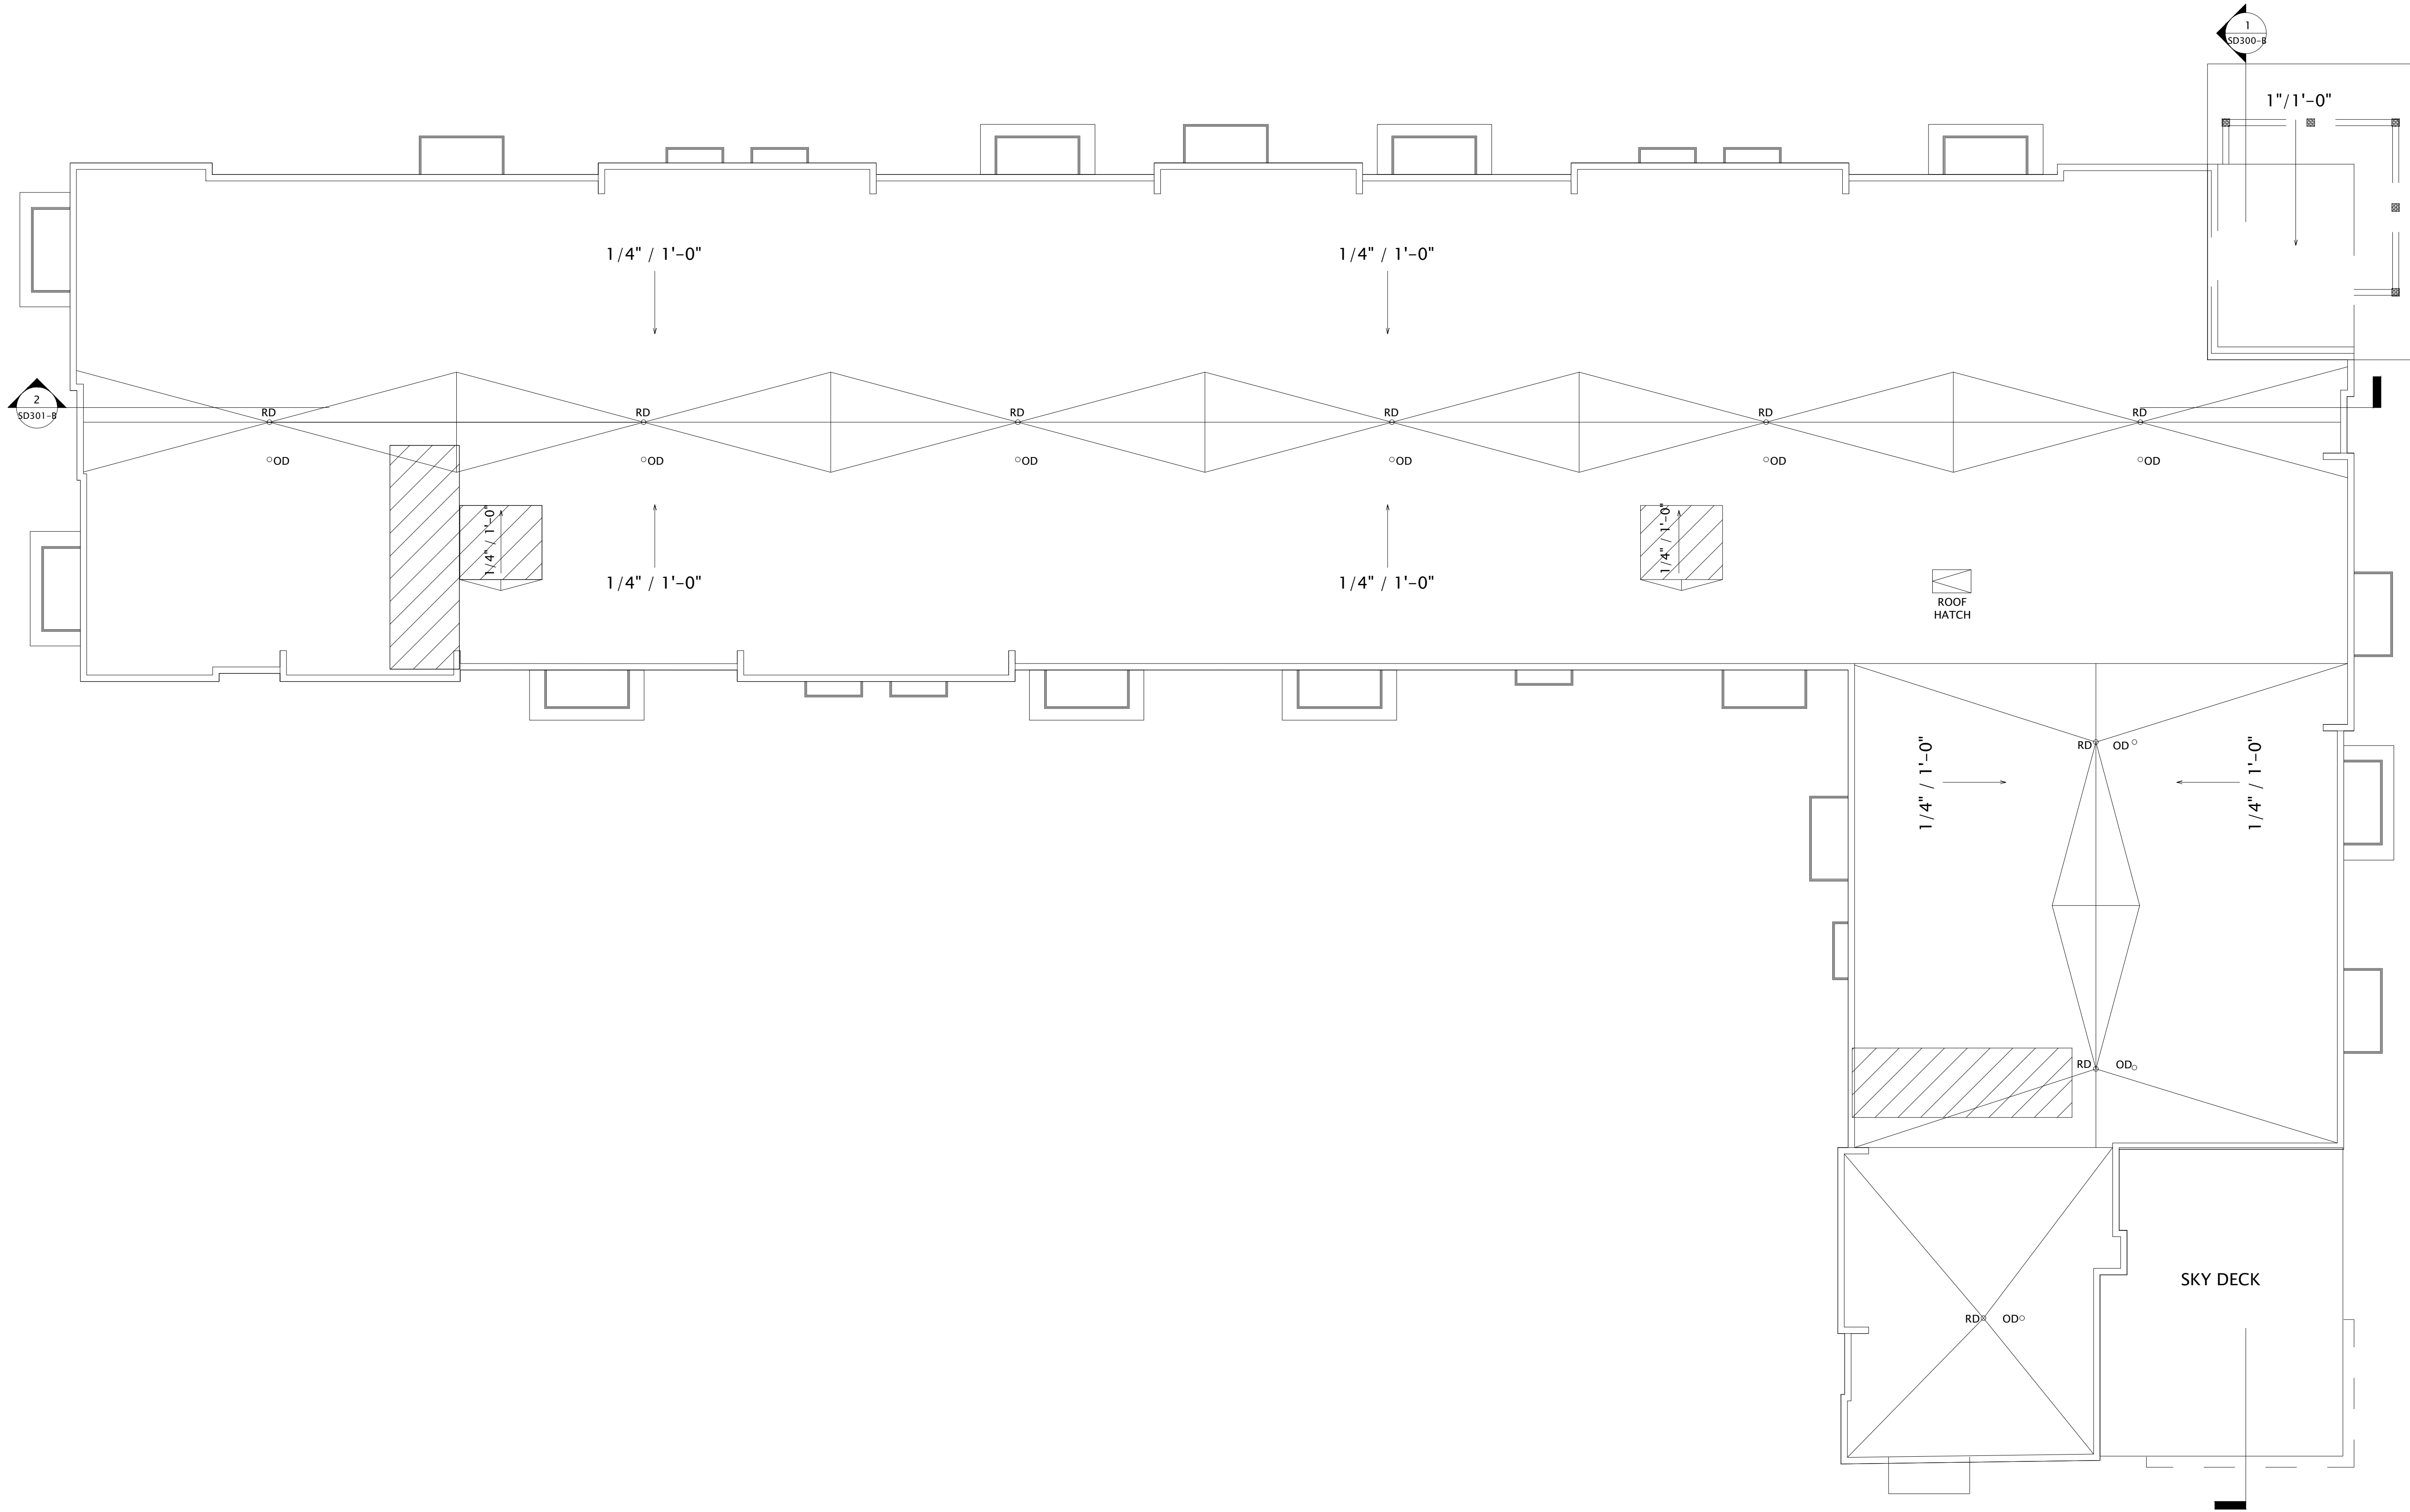 1
SD300-B
1"/1'-0"
1/4" / 1'-0"
1/4" / 1'-0"
2
SD301-B
RD
RD
RD
RD
RD
RD
OD
OD
OD
OD
OD
OD
1/4" / 1'-0"
1/4" / 1'-0"
1/4" / 1'-0"
1/4" / 1'-0"
ROOF
HATCH
RD
OD
1/4" / 1'-0"
1/4" / 1'-0"
RD
OD
SKY DECK
RD
OD